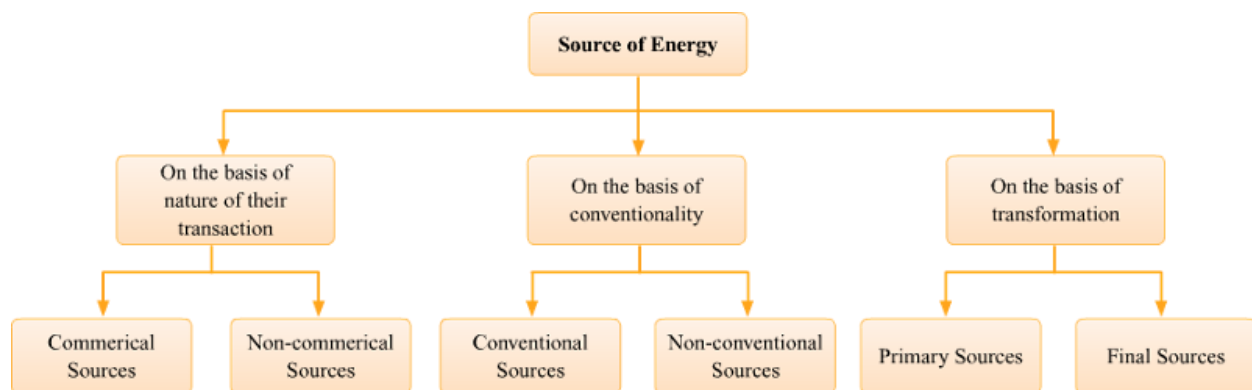 Source of Energy
On the basis of
nature of their
transaction
On the basis of
conventionality
On the basis of
transformation
Commerical
Sources
Non-commerical
Sources
Conventional
Sources
Non-conventional
Sources
Primary Sources
Final Sources